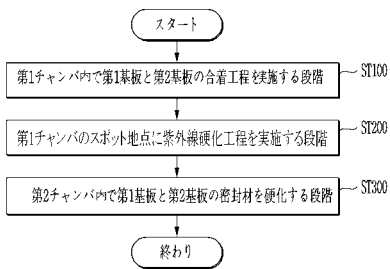 スタート
第1チャンバ内で第1基板と第2基板の合着工程を実施する段階
ST100
第1チャンバのスポット地点に紫外線硬化工程を実施する段階
ST200
第2チャンバ内で第1基板と第2基板の密封材を硬化する段階
ST300
終わり